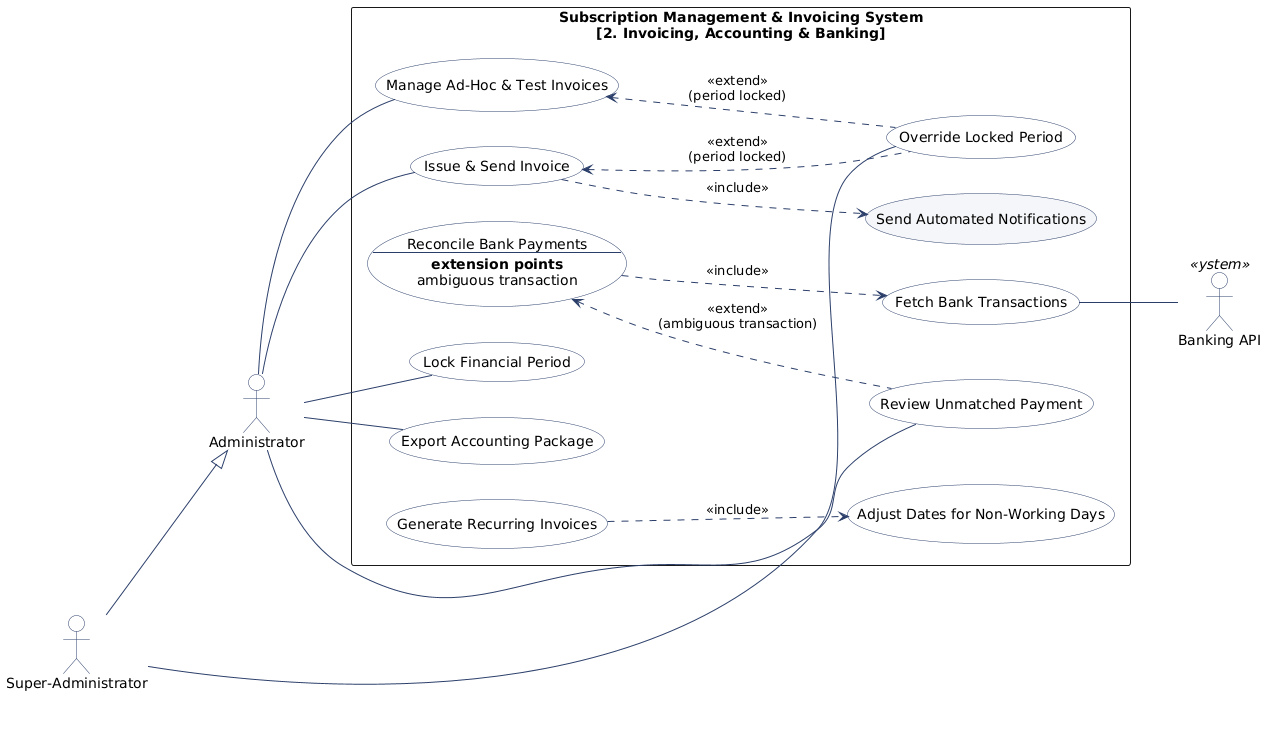 Subscription Management & Invoicing System
[2. Invoicing, Accounting & Banking]
Manage Ad-Hoc & Test Invoices
«extend»
(period locked)
Override Locked Period
Issue & Send Invoice
«extend»
(period locked)
«include»
Send Automated Notifications
Reconcile Bank Payments
extension points
ambiguous transaction
«include»
Fetch Bank Transactions
«extend»
(ambiguous transaction)
«ystem»
Banking API
Lock Financial Period
Review Unmatched Payment
Administrator
Export Accounting Package
Generate Recurring Invoices
«include»
Adjust Dates for Non-Working Days
Super-Administrator